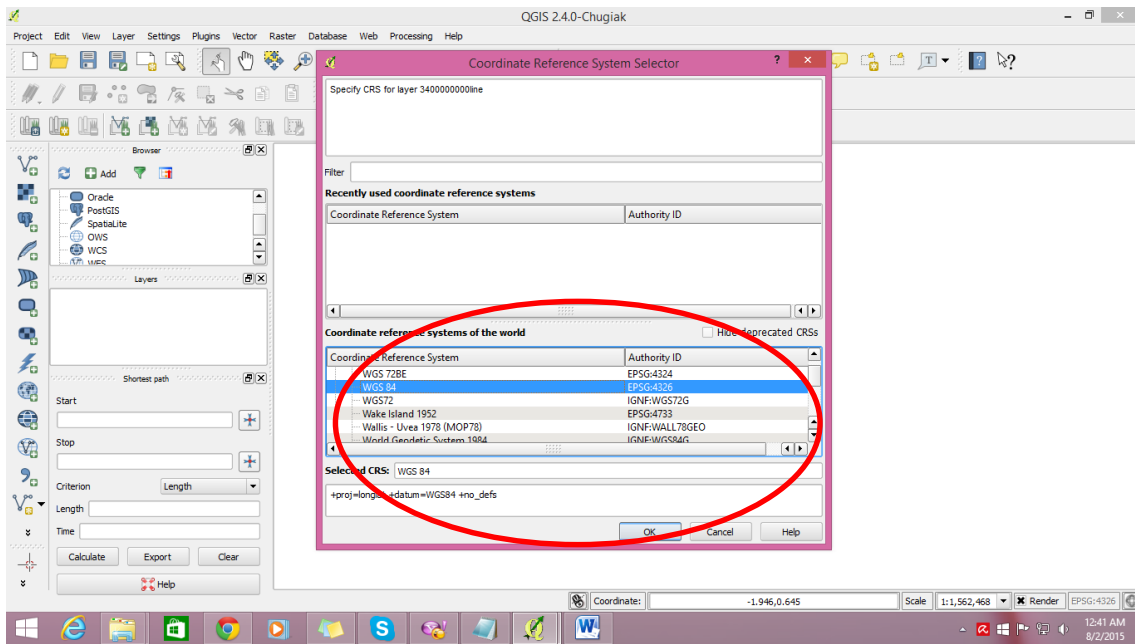 QGIS 2.4.0-Chugiak
Project Edit View Layer Settings Plugins Vector Raster Database Web Processing Help
Coordinate Reference System Selector
Specify CRS for layer 3400000000line
Filter
Recently used coordinate reference systems
Coordinate Reference System Authority ID
Coordinate reference systems of the world Hide deprecated CRSs
Coordinate Reference System Authority ID
WGS 72BE EPSG:4324
WGS 84 EPSG:4326
WGS72 IGNF:WGS72G
Wake Island 1952 EPSG:4733
Wallis - Uvea 1978 (MOP78) IGNF:WALL78GEO
World Geodetic System 1984 IGNF:WGS84G
Selected CRS: WGS 84
+proj=longlat +datum=WGS84 +no_defs
OK Cancel Help
Browser
Add
Oracle
PostGIS
SpatiaLite
OWS
WCS
WFS
Layers
Shortest path
Start
Stop
Criterion Length
Length
Time
Calculate Export Clear
Help
Coordinate: -1.946,0.645 Scale 1:1,562,468 Render EPSG:4326
12:41 AM
8/2/2015